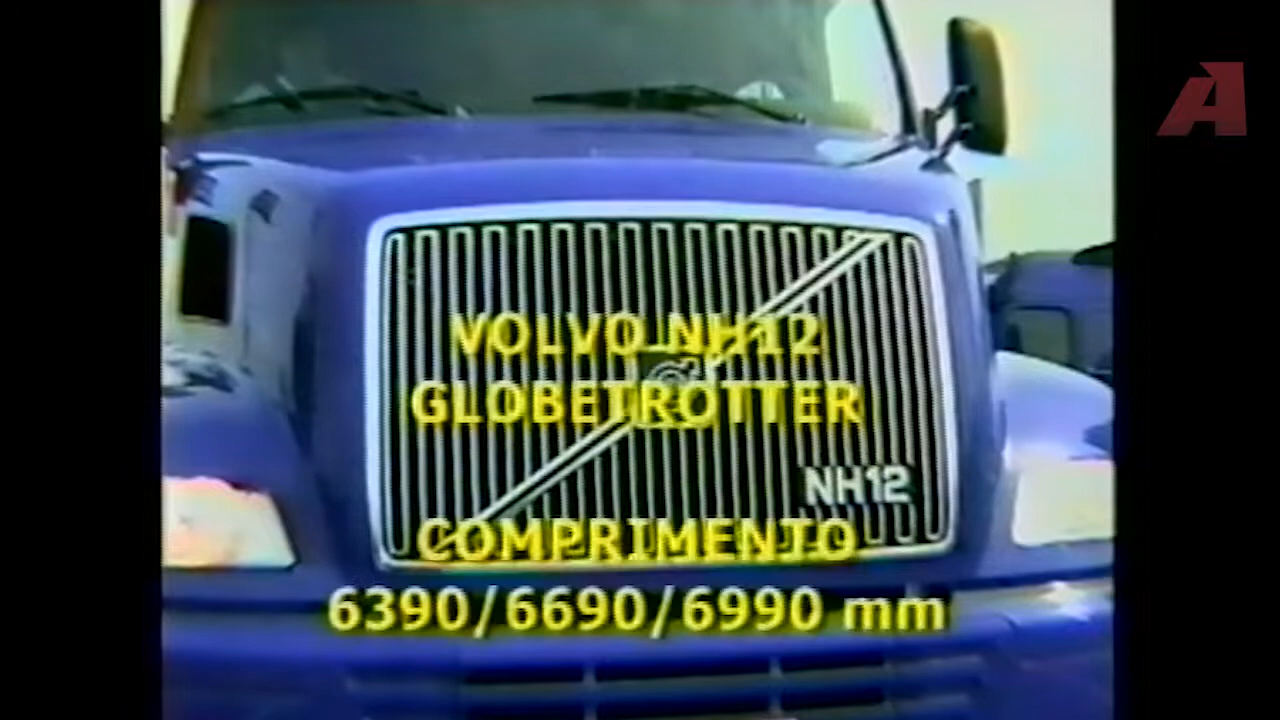 VOLVO NH12
GLOBETROTTER
NH12
COMPRIMENTO
6390/6690/6990 mm
A